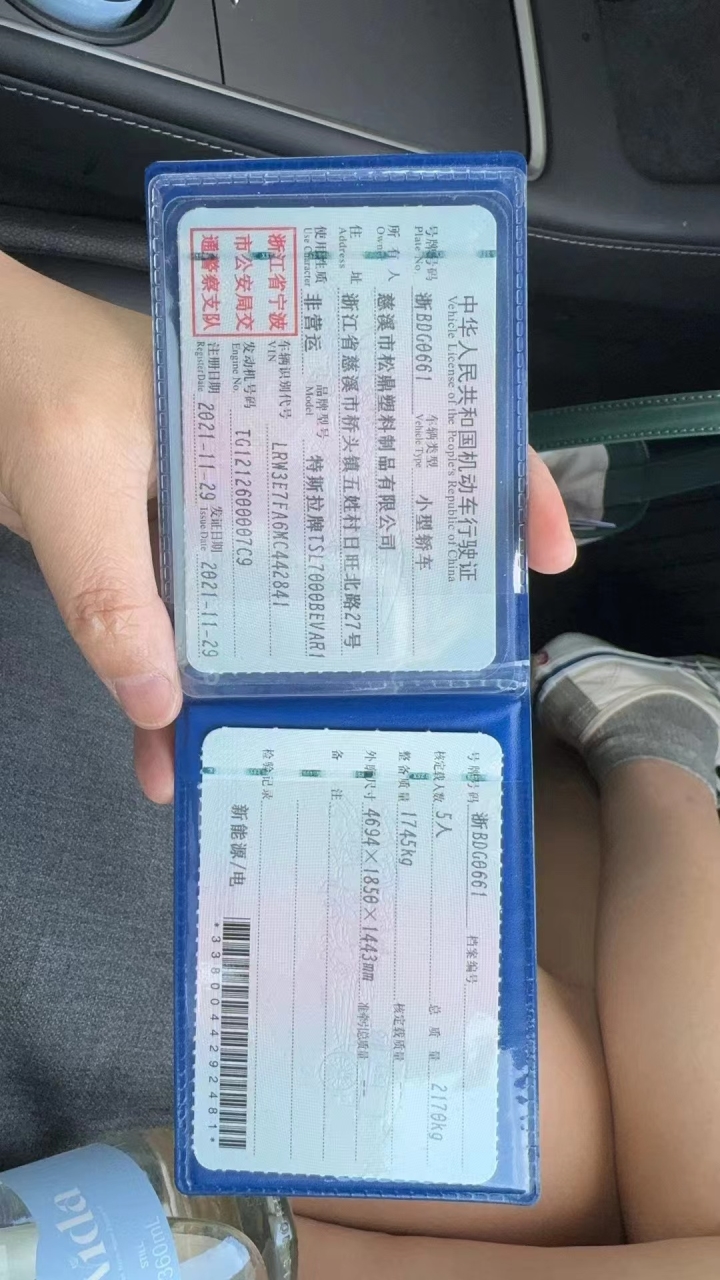 中华人民共和国机动车行驶证
Vehicle License of the People's Republic of China
号牌号码 浙BDG0661 车辆类型 小型轿车
Plate No. Vehicle Type
所有人 慈溪市松鼎塑料制品有限公司
Owner
住址 浙江省慈溪市桥头镇五姓村日旺北路27号
Address
使用性质 非营运 品牌型号 特斯拉牌TSL7000BEVAR1
Use Character Model
浙江省宁波
市公安局交
通警察支队
车辆识别代号 LRW3E7FA6MC442841
VIN
发动机号码 TG1212600007C9
Engine No.
注册日期 2021-11-29 发证日期 2021-11-29
Register Date Issue Date
号牌号码 浙BDG0661 档案编号
核定载人数 5人 总质量 2170kg
整备质量 1745kg 核定载质量
外廓尺寸 4694×1850×1443mm 准牵引总质量 --
备注
检验记录
新能源/电
*3380044292481*
vida
STILL
360mL